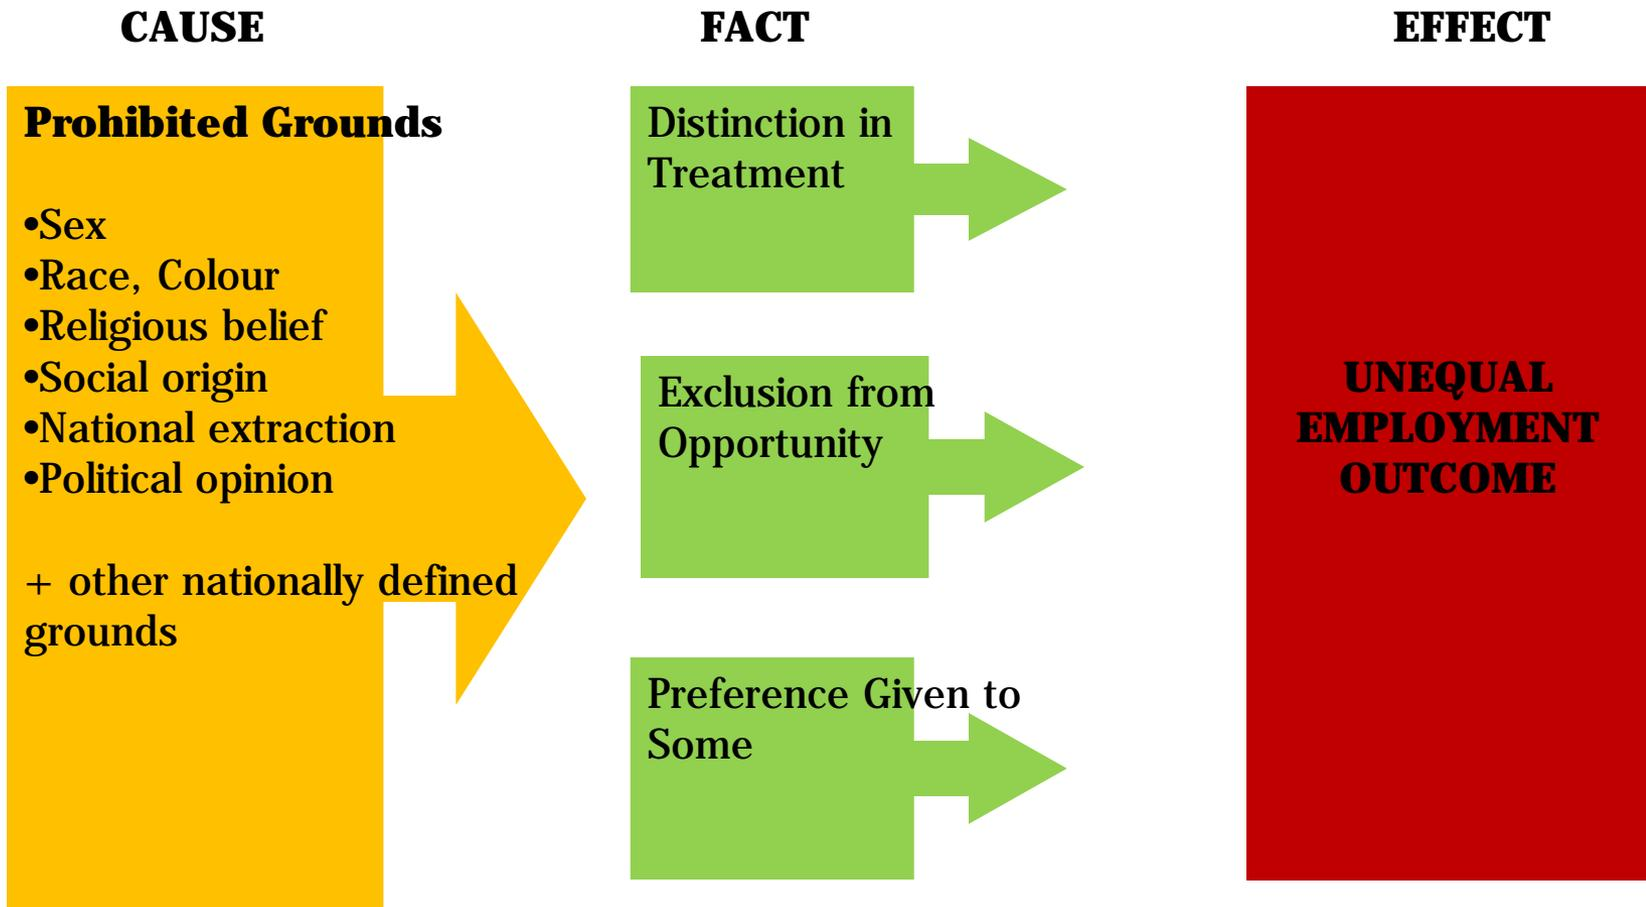 CAUSE
FACT
EFFECT
Prohibited Grounds
•Sex
•Race, Colour
•Religious belief
•Social origin
•National extraction
•Political opinion
+ other nationally defined
grounds
Distinction in
Treatment
Exclusion from
Opportunity
Preference Given to
Some
UNEQUAL
EMPLOYMENT
OUTCOME